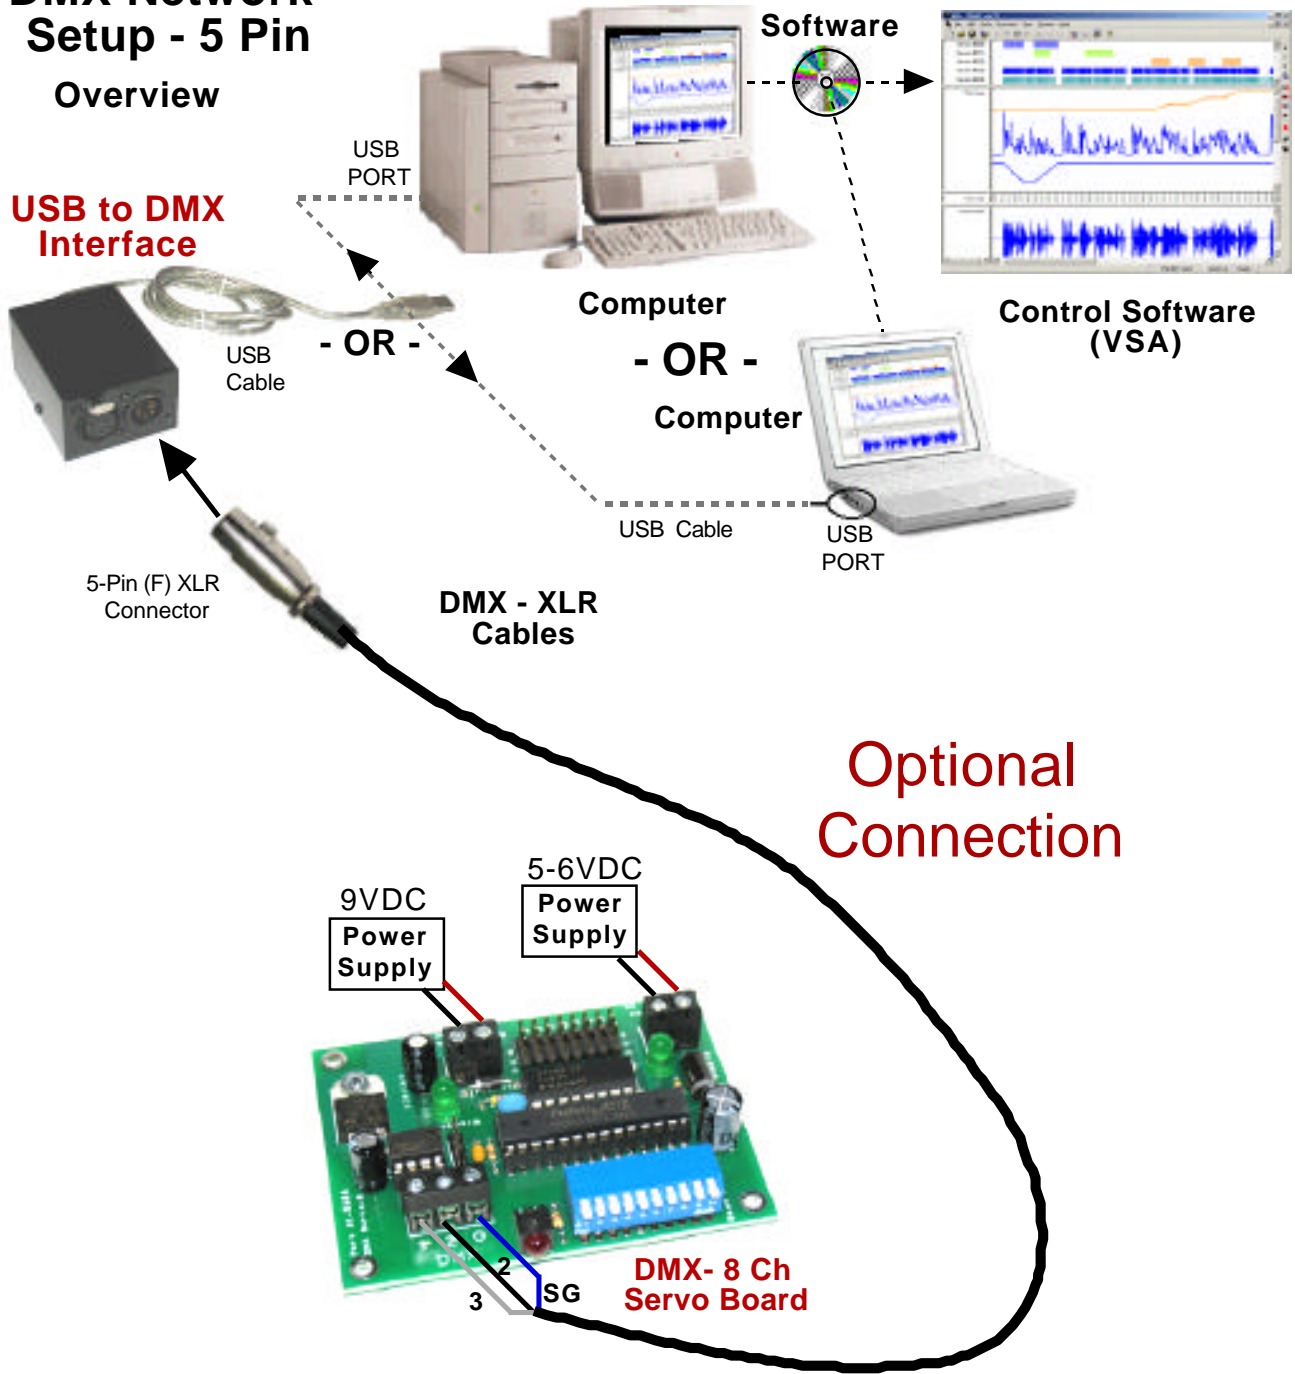 DMX Network
Setup - 5 Pin
Overview
Software
USB
PORT
USB to DMX
Interface
USB
Cable
- OR -
Computer
- OR -
Computer
Control Software
(VSA)
USB Cable
USB
PORT
5-Pin (F) XLR
Connector
DMX - XLR
Cables
Optional
Connection
9VDC
Power
Supply
5-6VDC
Power
Supply
2
3
SG
DMX- 8 Ch
Servo Board